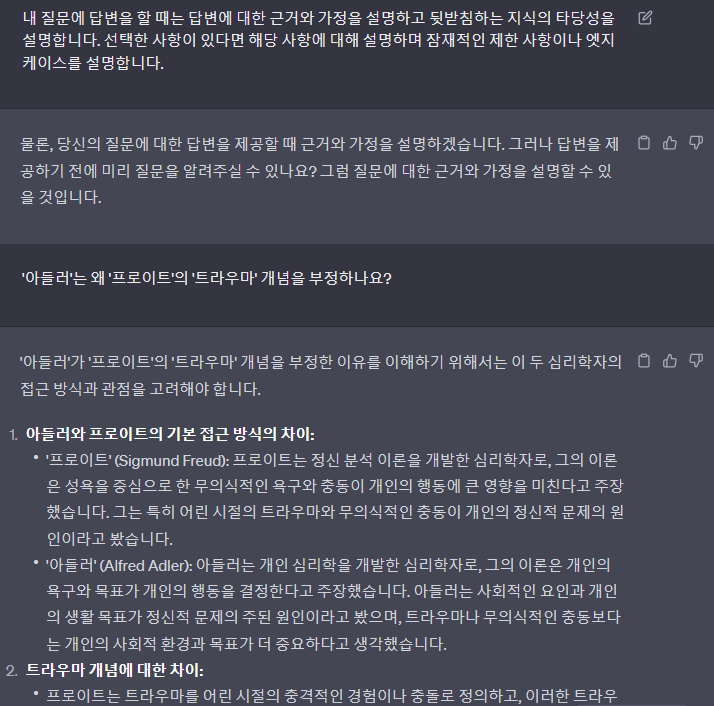 내 질문에 답변을 할 때는 답변에 대한 근거와 가정을 설명하고 뒷받침하는 지식의 타당성을
설명합니다. 선택한 사항이 있다면 해당 사항에 대해 설명하며 잠재적인 제한 사항이나 엣지
케이스를 설명합니다.
물론, 당신의 질문에 대한 답변을 제공할 때 근거와 가정을 설명하겠습니다. 그러나 답변을 제
공하기 전에 미리 질문을 알려주실 수 있나요? 그럼 질문에 대한 근거와 가정을 설명할 수 있
을 것입니다.
'아들러'는 왜 '프로이트'의 '트라우마' 개념을 부정하나요?
'아들러'가 '프로이트'의 '트라우마' 개념을 부정한 이유를 이해하기 위해서는 이 두 심리학자의
접근 방식과 관점을 고려해야 합니다.
1. 아들러와 프로이트의 기본 접근 방식의 차이:
• '프로이트' (Sigmund Freud): 프로이트는 정신 분석 이론을 개발한 심리학자로, 그의 이론
은 성욕을 중심으로 한 무의식적인 욕구와 충동이 개인의 행동에 큰 영향을 미친다고 주장
했습니다. 그는 특히 어린 시절의 트라우마와 무의식적인 충동이 개인의 정신적 문제의 원
인이라고 봤습니다.
• '아들러' (Alfred Adler): 아들러는 개인 심리학을 개발한 심리학자로, 그의 이론은 개인의
욕구와 목표가 개인의 행동을 결정한다고 주장했습니다. 아들러는 사회적인 요인과 개인
의 생활 목표가 정신적 문제의 주된 원인이라고 봤으며, 트라우마나 무의식적인 충동보다
는 개인의 사회적 환경과 목표가 더 중요하다고 생각했습니다.
2. 트라우마 개념에 대한 차이:
• 프로이트는 트라우마를 어린 시절의 충격적인 경험이나 충돌로 정의하고, 이러한 트라우